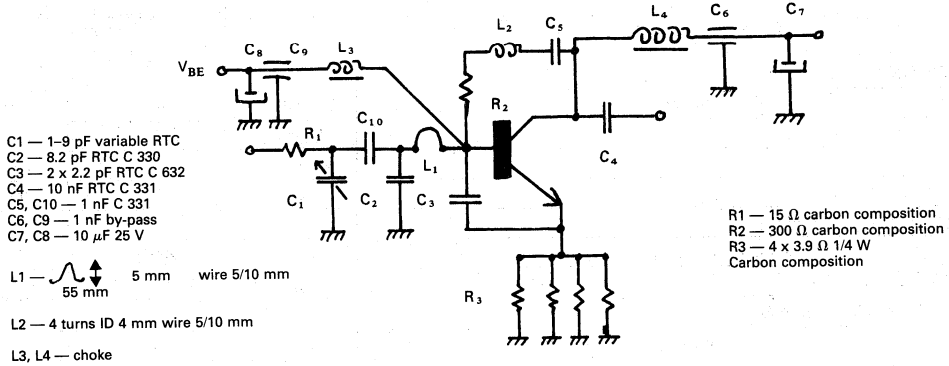 C8 C9 L3 L2 C5 L4 C6 C7
VBE
R2
R1 C10
C4
C1 C2 L1 C3
C1 — 1–9 pF variable RTC
C2 — 8.2 pF RTC C 330
C3 — 2 x 2.2 pF RTC C 632
C4 — 10 nF RTC C 331
C5, C10 — 1 nF C 331
C6, C9 — 1 nF by-pass
C7, C8 — 10 µF 25 V
R1 — 15 Ω carbon composition
R2 — 300 Ω carbon composition
R3 — 4 x 3.9 Ω 1/4 W
Carbon composition
L1 — 5 mm wire 5/10 mm
55 mm
R3
L2 — 4 turns ID 4 mm wire 5/10 mm
L3, L4 — choke